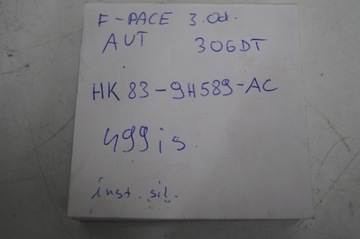 F-PACE 3.0d.
AUT 306DT
HK83-9H589-AC
499is.
inst. sil.